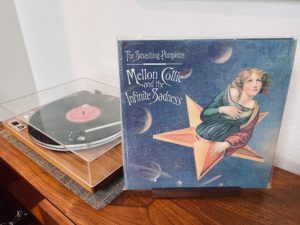 The Smashing Pumpkins
Mellon Collie
and the
Infinite Sadness